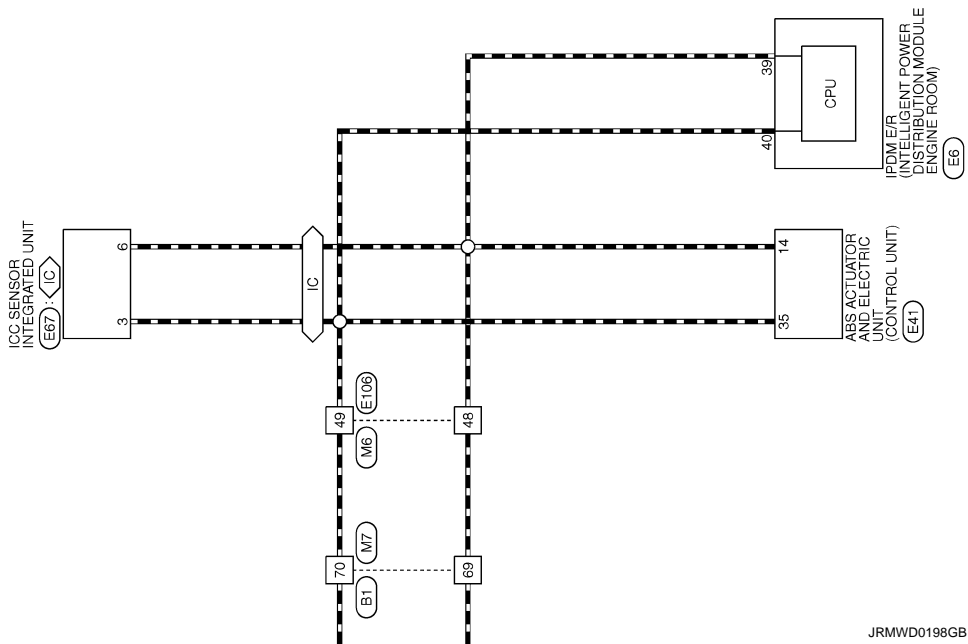 ICC SENSOR
INTEGRATED UNIT
E67 : IC
6
3
IC
39
40
CPU
IPDM E/R
(INTELLIGENT POWER
DISTRIBUTION MODULE
ENGINE ROOM)
E6
14
35
ABS ACTUATOR
AND ELECTRIC
UNIT
(CONTROL UNIT)
E41
49
E106
M6
48
70
M7
B1
69
JRMWD0198GB